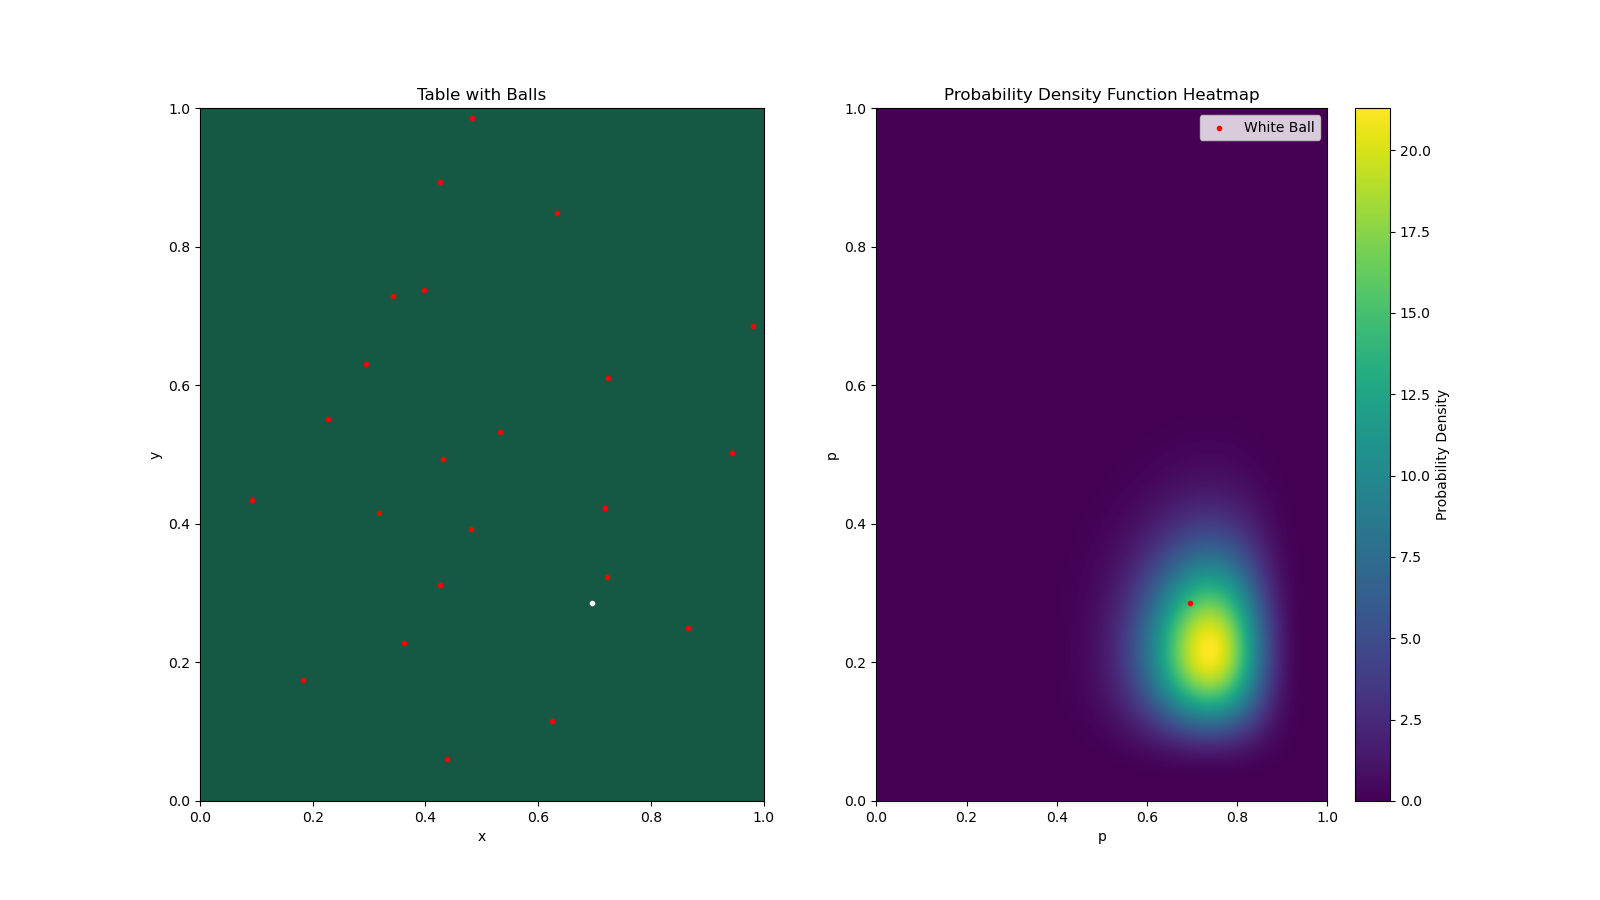 Table with Balls
1.0
0.8
0.6
0.4
0.2
0.0
y
0.0 0.2 0.4 0.6 0.8 1.0
x
Probability Density Function Heatmap
White Ball
1.0
0.8
0.6
0.4
0.2
0.0
p
0.0 0.2 0.4 0.6 0.8 1.0
p
20.0
17.5
15.0
12.5
10.0
7.5
5.0
2.5
0.0
Probability Density